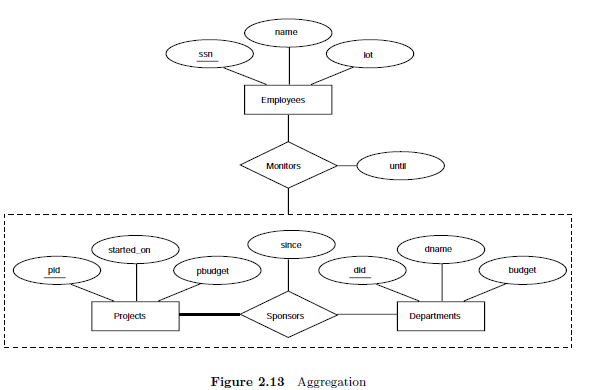 name
ssn
lot
Employees
Monitors
until
since
started_on
dname
pid
pbudget
did
budget
Projects
Sponsors
Departments
Figure 2.13 Aggregation